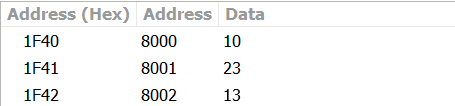 Address (Hex) Address Data
1F40 8000 10
1F41 8001 23
1F42 8002 13